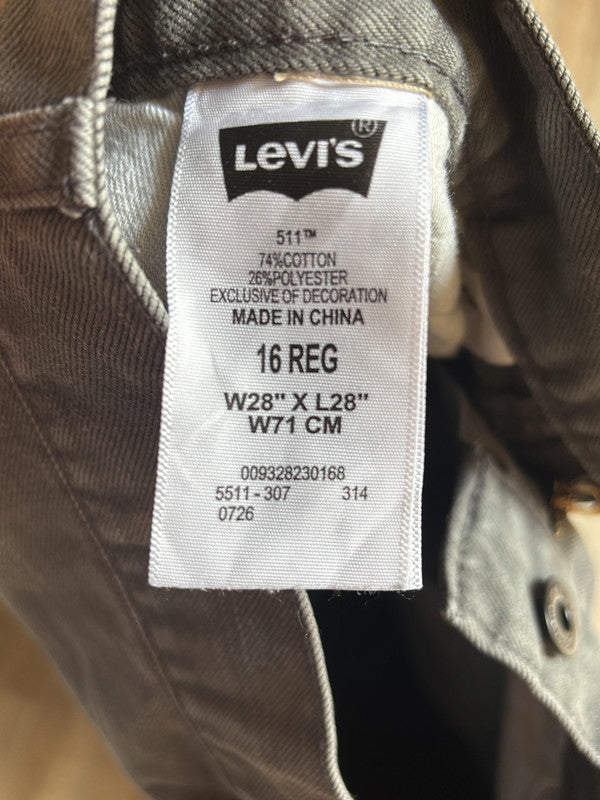 LEVI'S®
511™
74%COTTON
26%POLYESTER
EXCLUSIVE OF DECORATION
MADE IN CHINA
16 REG
W28" X L28"
W71 CM
009328230168
5511 - 307 314
0726